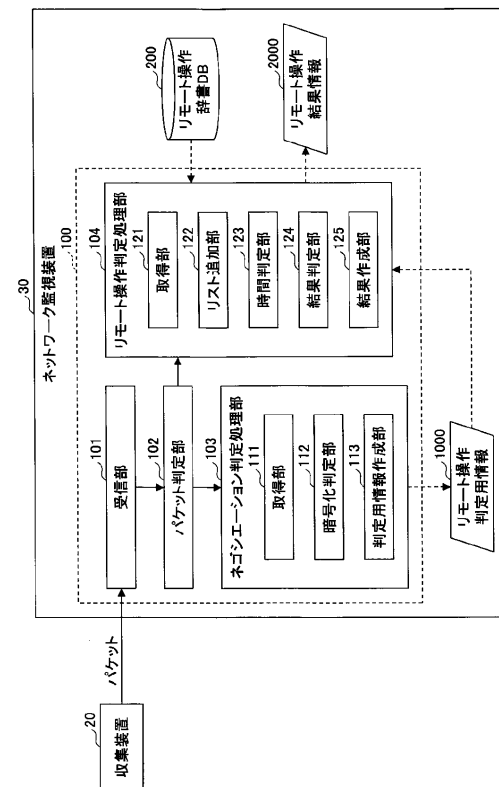 30
ネットワーク監視装置
100
20
収集装置
パケット
101
受信部
102
パケット判定部
103
ネゴシエーション判定処理部
111
取得部
112
暗号化判定部
113
判定用情報作成部
104
リモート操作判定処理部
121
取得部
122
リスト追加部
123
時間判定部
124
結果判定部
125
結果作成部
200
リモート操作
辞書DB
2000
リモート操作
結果情報
1000
リモート操作
判定用情報